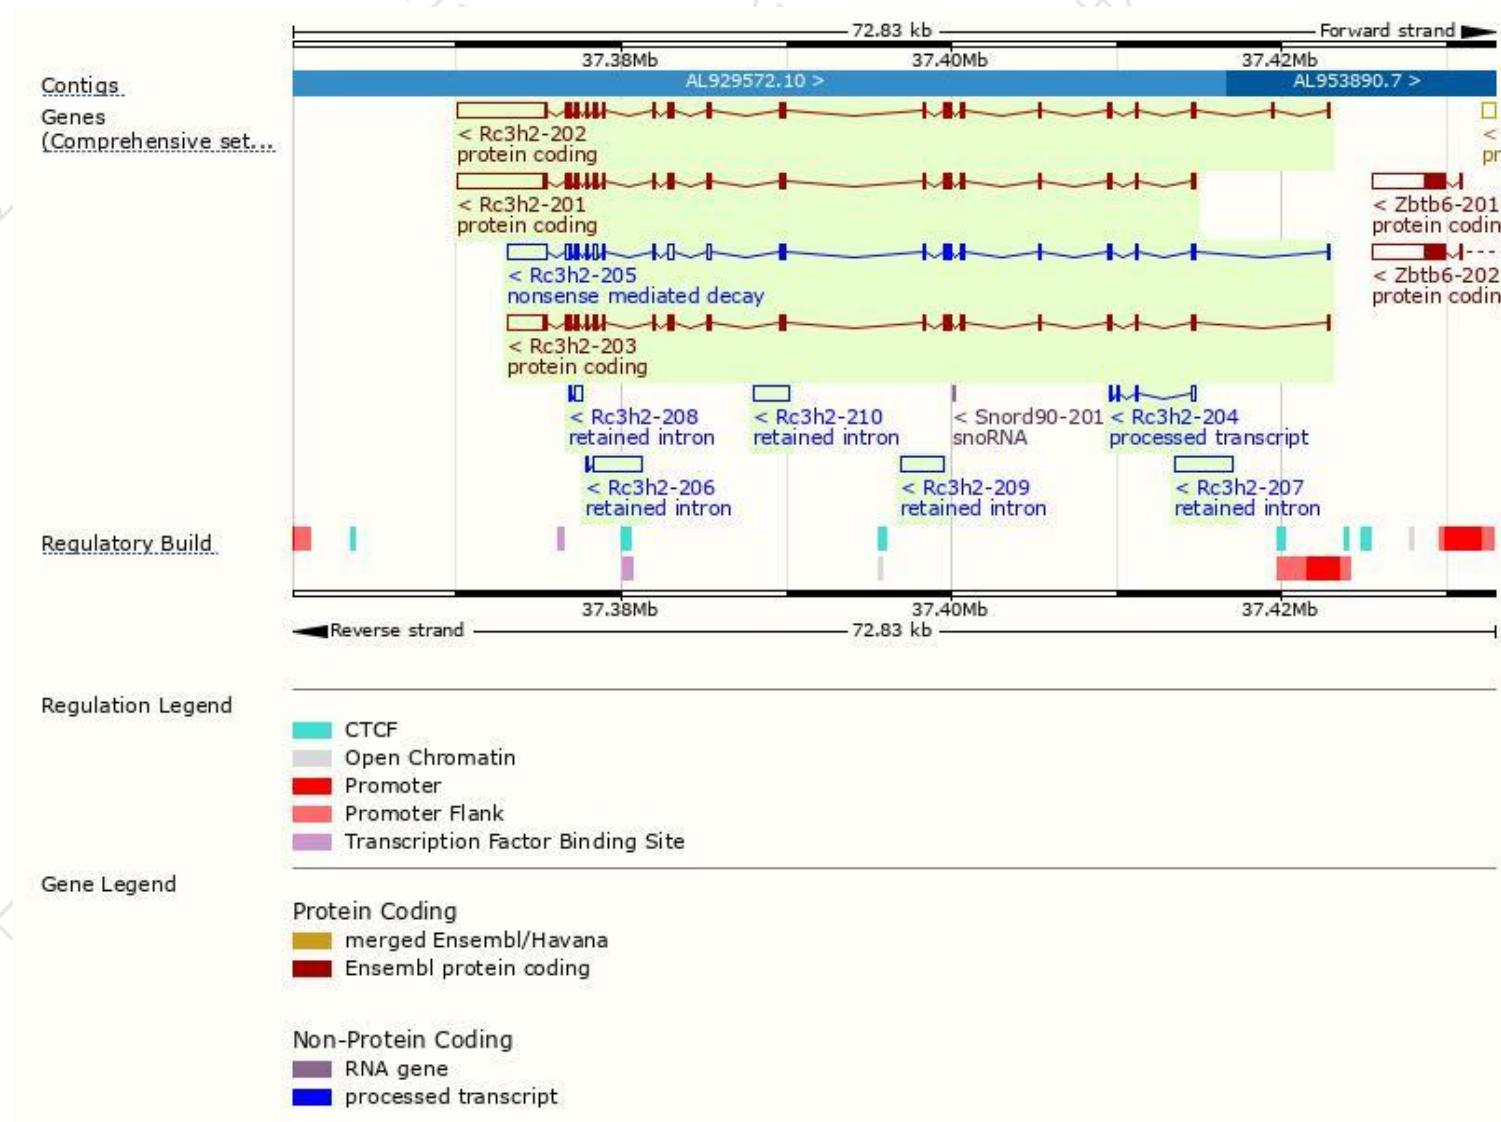 72.83 kb Forward strand
37.38Mb 37.40Mb 37.42Mb
Contigs AL929572.10 > AL953890.7 >
Genes
(Comprehensive set...
< Rc3h2-202 <
protein coding pr
< Rc3h2-201 < Zbtb6-201
protein coding protein codin
< Rc3h2-205 < Zbtb6-202
nonsense mediated decay protein codin
< Rc3h2-203
protein coding
< Rc3h2-208 < Rc3h2-210 < Snord90-201 < Rc3h2-204
retained intron retained intron snoRNA processed transcript
< Rc3h2-206 < Rc3h2-209 < Rc3h2-207
retained intron retained intron retained intron
Regulatory Build
37.38Mb 37.40Mb 37.42Mb
Reverse strand 72.83 kb
Regulation Legend
CTCF
Open Chromatin
Promoter
Promoter Flank
Transcription Factor Binding Site
Gene Legend
Protein Coding
merged Ensembl/Havana
Ensembl protein coding
Non-Protein Coding
RNA gene
processed transcript